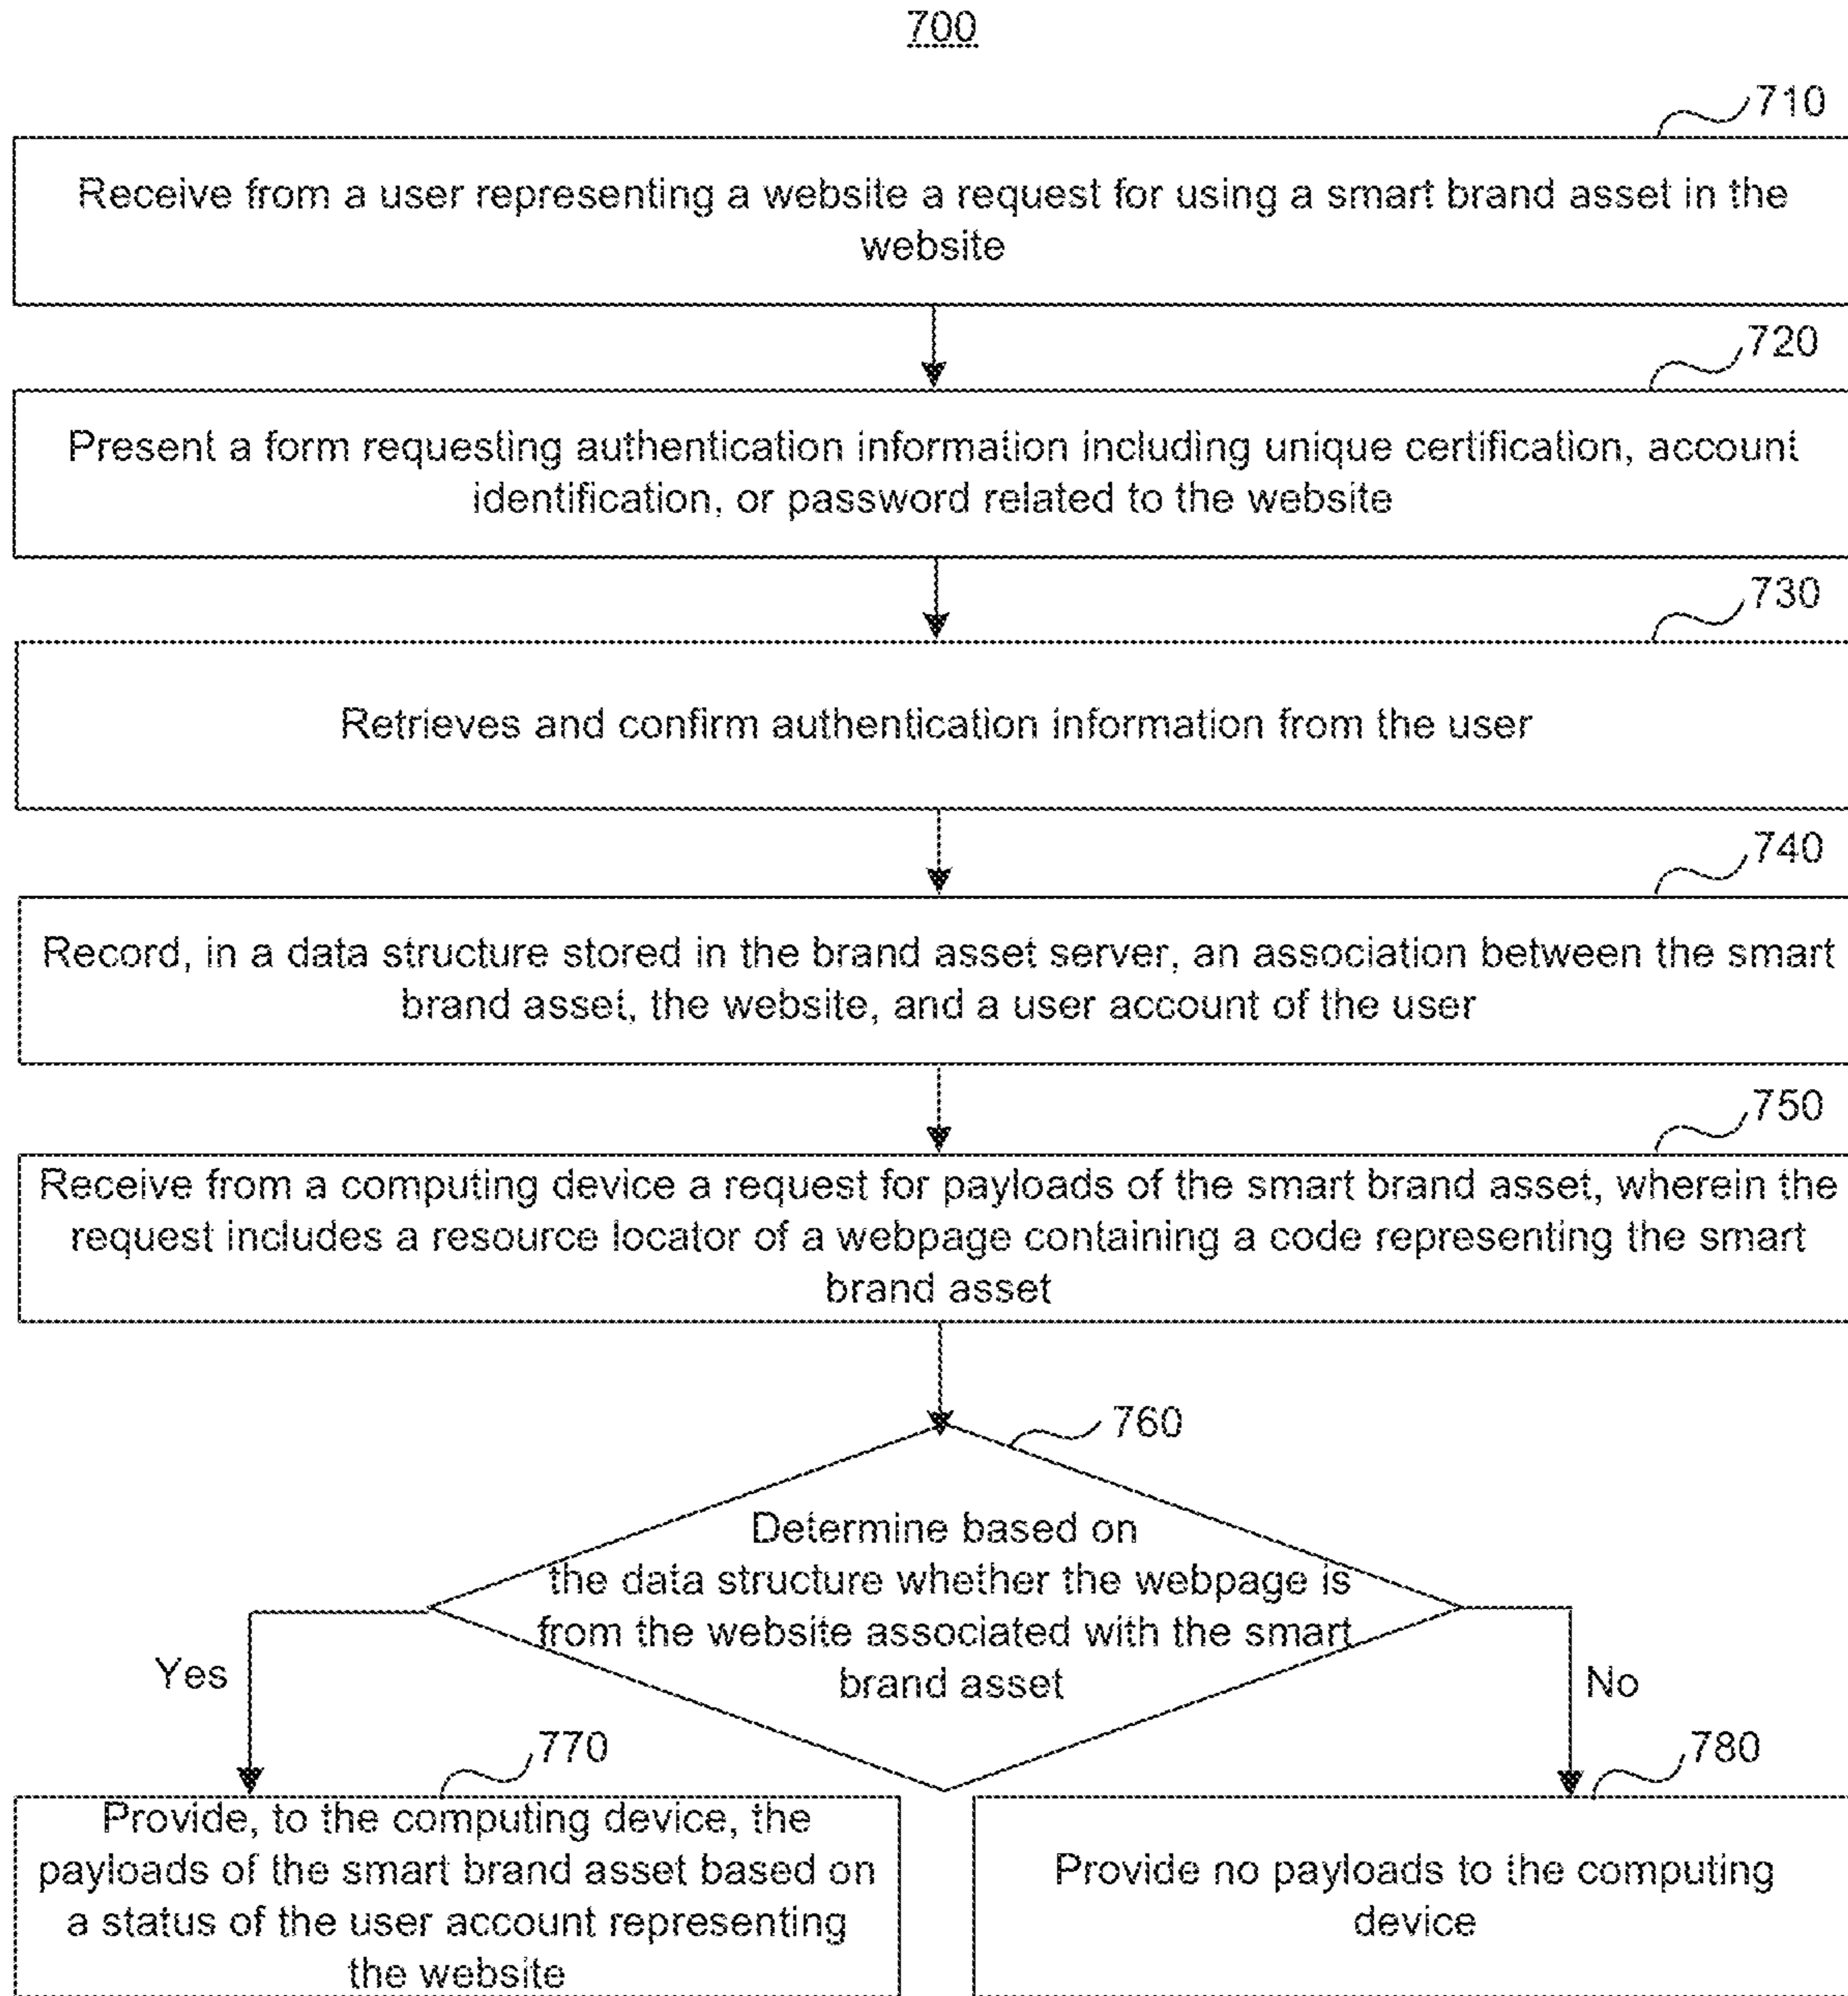 700
710
Receive from a user representing a website a request for using a smart brand asset in the
website
720
Present a form requesting authentication information including unique certification, account
identification, or password related to the website
730
Retrieves and confirm authentication information from the user
740
Record, in a data structure stored in the brand asset server, an association between the smart
brand asset, the website, and a user account of the user
750
Receive from a computing device a request for payloads of the smart brand asset, wherein the
request includes a resource locator of a webpage containing a code representing the smart
brand asset
760
Determine based on
the data structure whether the webpage is
from the website associated with the smart
brand asset
Yes
No
770
Provide, to the computing device, the
payloads of the smart brand asset based on
a status of the user account representing
the website
780
Provide no payloads to the computing
device